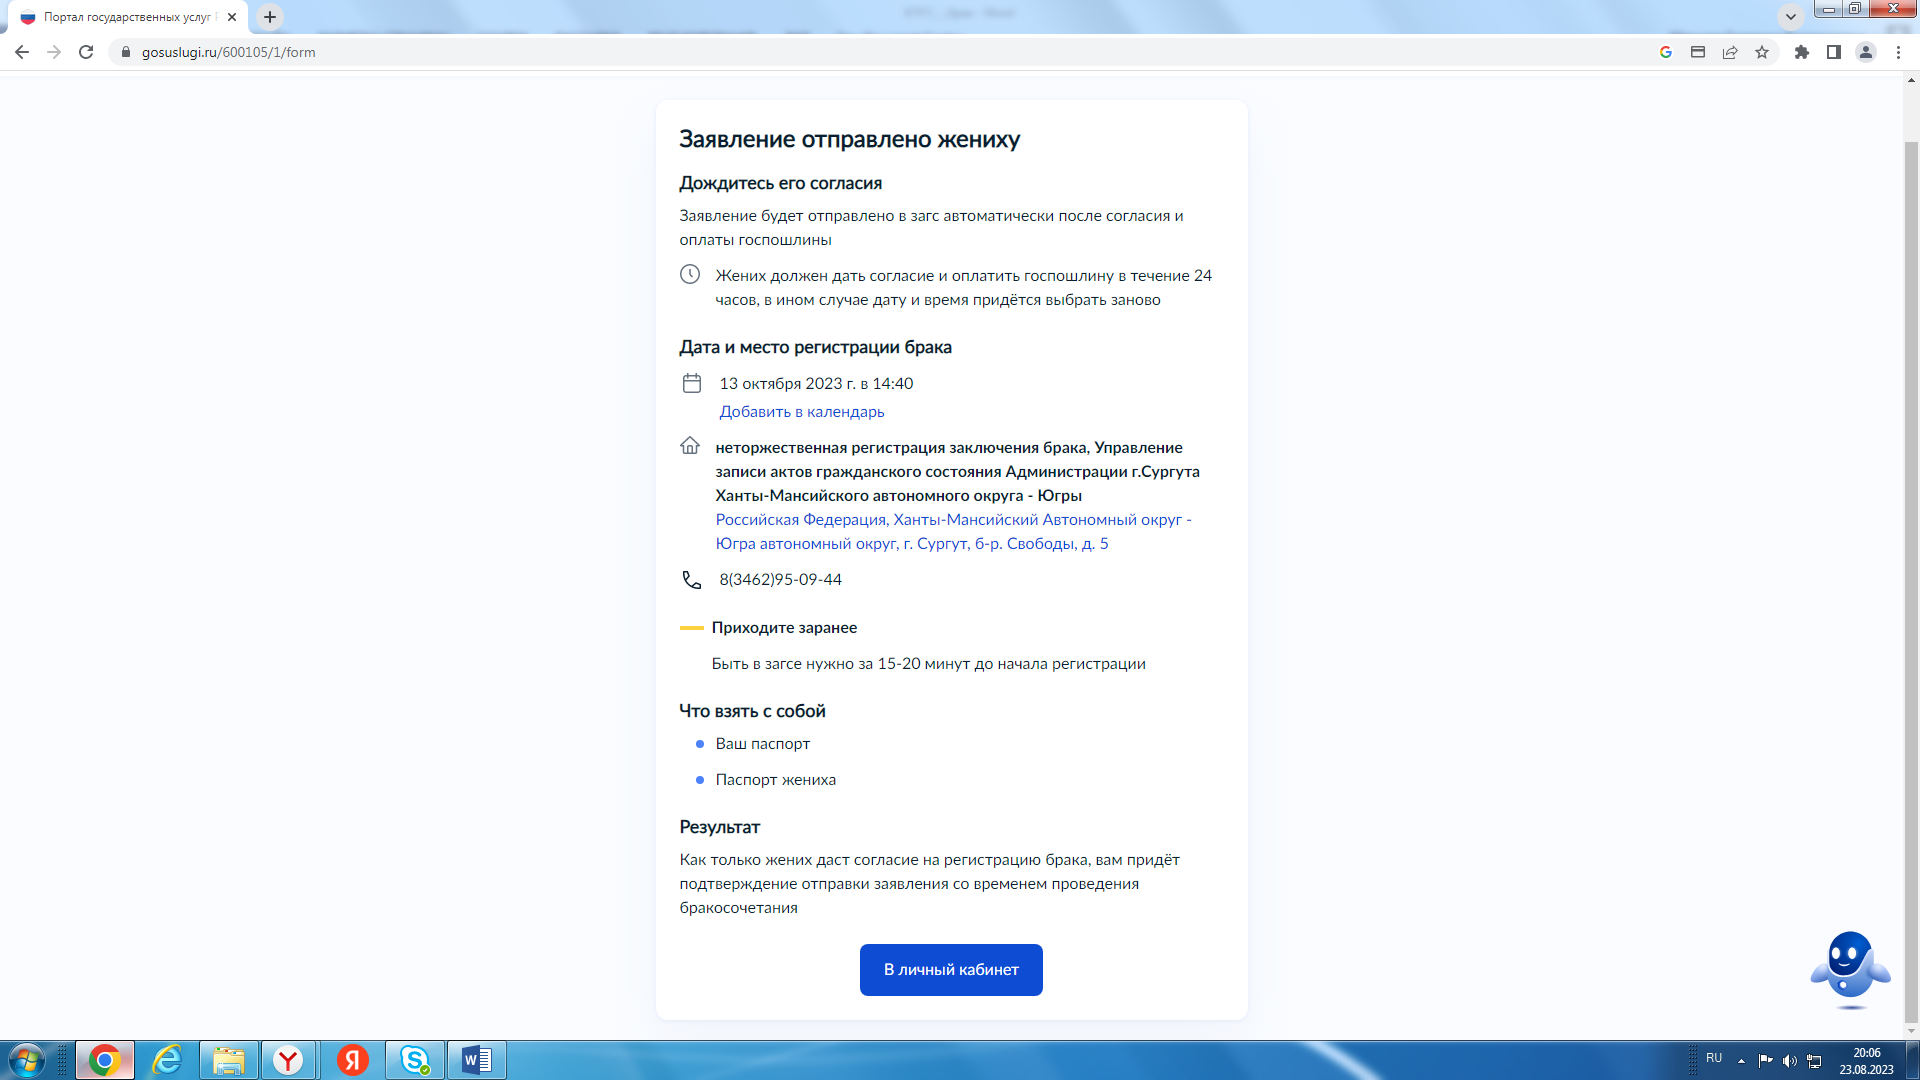 Портал государственных услуг
gosuslugi.ru/600105/1/form
Заявление отправлено жениху
Дождитесь его согласия
Заявление будет отправлено в загс автоматически после согласия и
оплаты госпошлины
Жених должен дать согласие и оплатить госпошлину в течение 24
часов, в ином случае дату и время придётся выбрать заново
Дата и место регистрации брака
13 октября 2023 г. в 14:40
Добавить в календарь
неторжественная регистрация заключения брака, Управление
записи актов гражданского состояния Администрации г.Сургута
Ханты-Мансийского автономного округа - Югры
Российская Федерация, Ханты-Мансийский Автономный округ -
Югра автономный округ, г. Сургут, б-р. Свободы, д. 5
8(3462)95-09-44
Приходите заранее
Быть в загсе нужно за 15-20 минут до начала регистрации
Что взять с собой
Ваш паспорт
Паспорт жениха
Результат
Как только жених даст согласие на регистрацию брака, вам придёт
подтверждение отправки заявления со временем проведения
бракосочетания
В личный кабинет
RU
20:06
23.08.2023